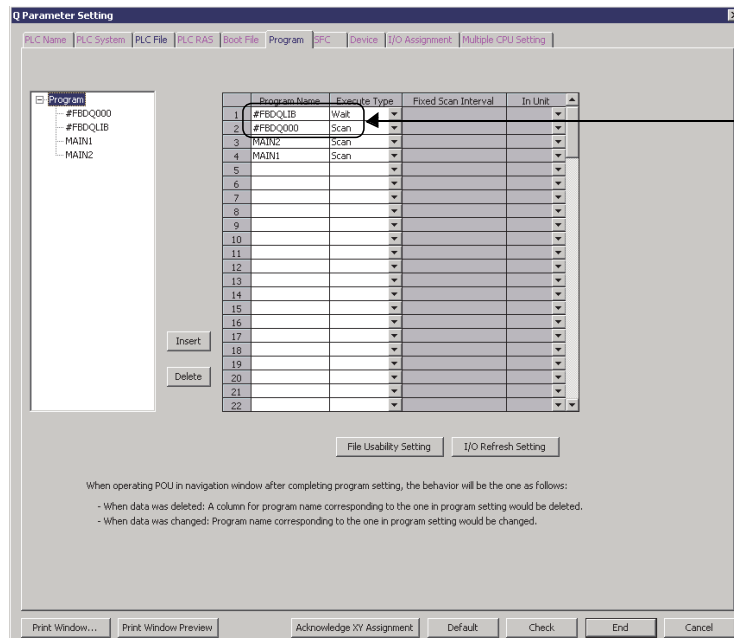 Q Parameter Setting
PLC Name PLC System PLC File PLC RAS Boot File Program SFC Device I/O Assignment Multiple CPU Setting
Program
#FBDQ000
#FBDQLIB
MAIN1
MAIN2
Program Name Execute Type Fixed Scan Interval In Unit
1 #FBDQLIB Wait
2 #FBDQ000 Scan
3 MAIN2 Scan
4 MAIN1 Scan
5
6
7
8
9
10
11
12
13
14
15
16
17
18
19
20
21
22
Insert
Delete
File Usability Setting I/O Refresh Setting
When operating POU in navigation window after completing program setting, the behavior will be the one as follows:
- When data was deleted: A column for program name corresponding to the one in program setting would be deleted.
- When data was changed: Program name corresponding to the one in program setting would be changed.
Print Window... Print Window Preview Acknowledge XY Assignment Default Check End Cancel